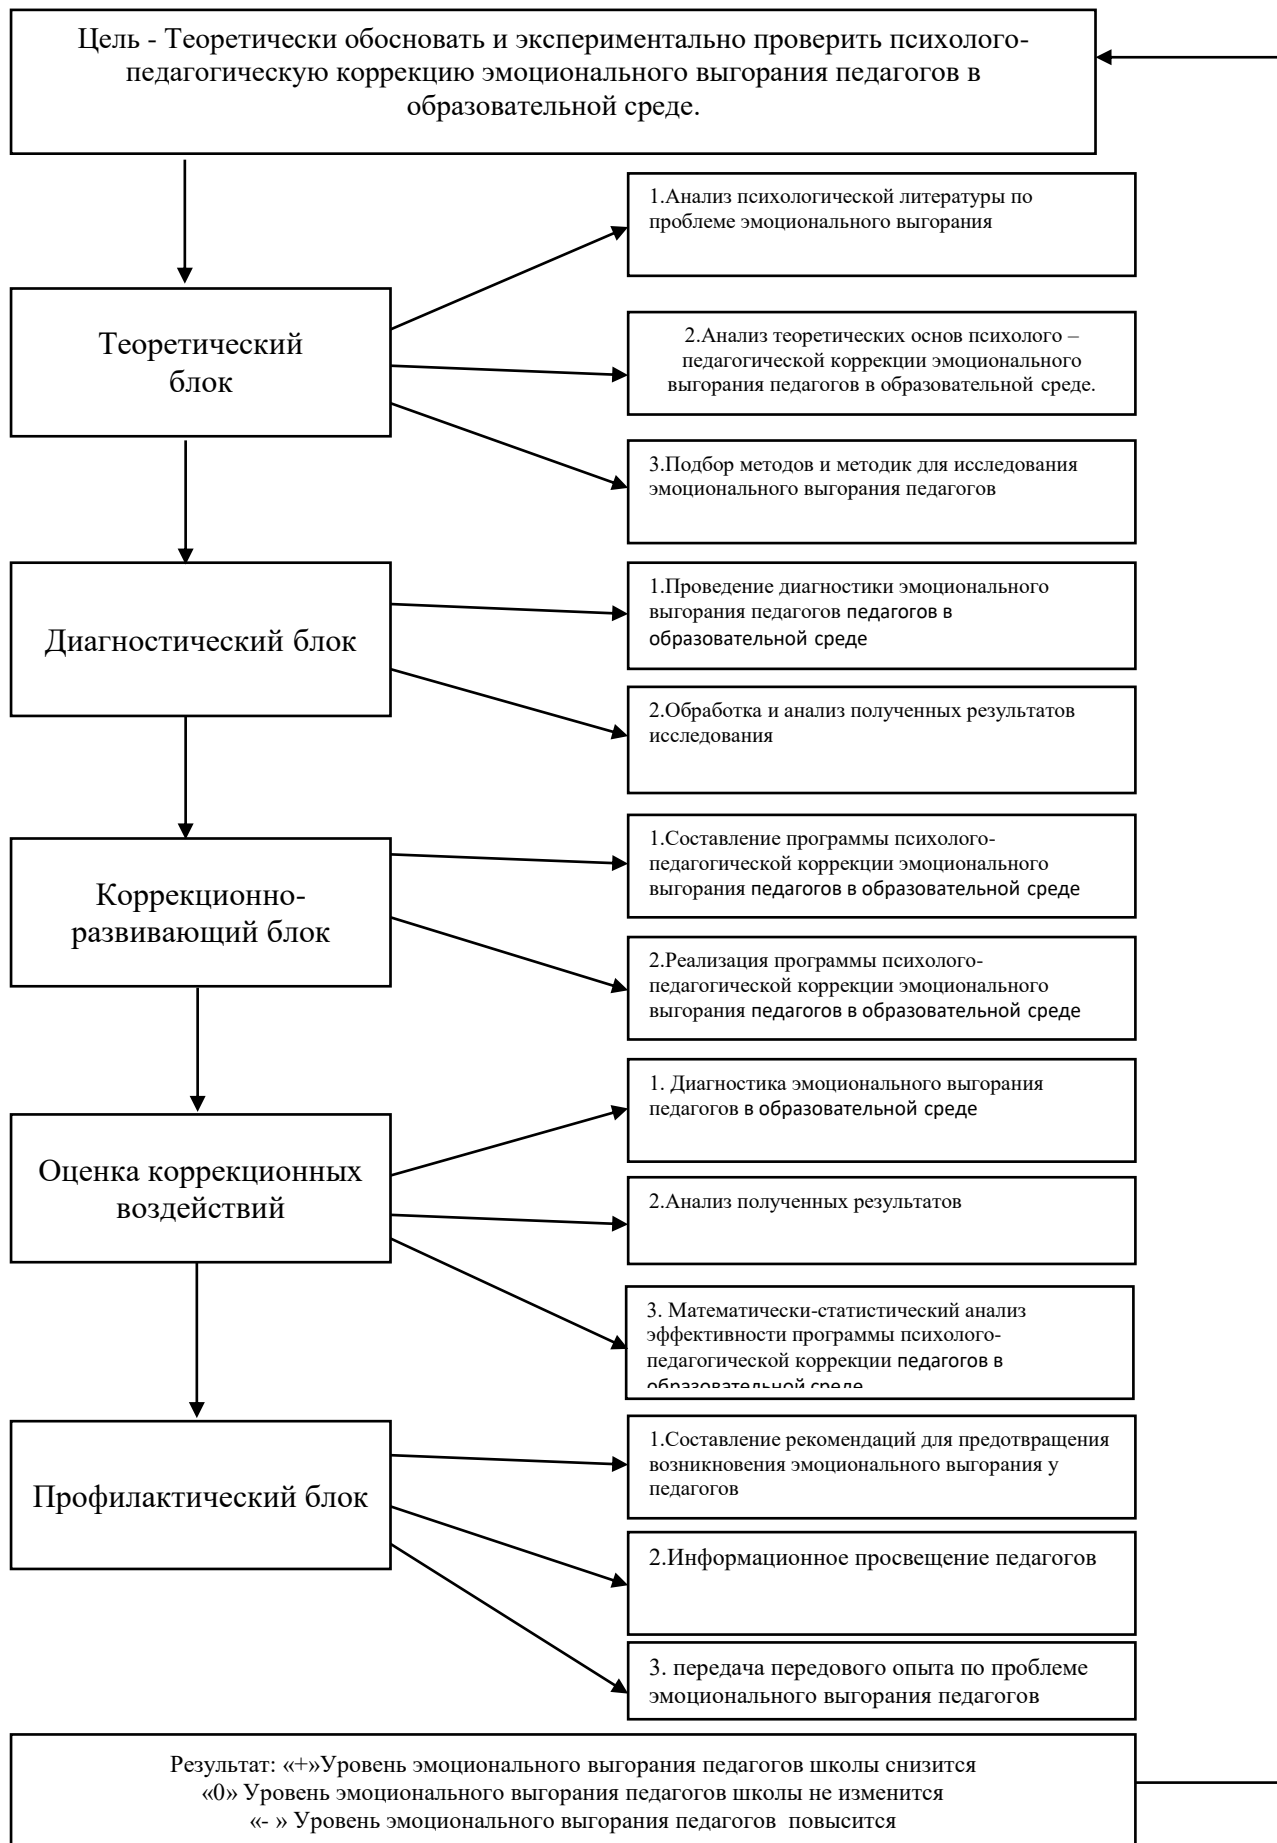 Цель - Теоретически обосновать и экспериментально проверить психолого-
педагогическую коррекцию эмоционального выгорания педагогов в
образовательной среде.
1.Анализ психологической литературы по
проблеме эмоционального выгорания
Теоретический
блок
2.Анализ теоретических основ психолого –
педагогической коррекции эмоционального
выгорания педагогов в образовательной среде.
3.Подбор методов и методик для исследования
эмоционального выгорания педагогов
Диагностический блок
1.Проведение диагностики эмоционального
выгорания педагогов педагогов в
образовательной среде
2.Обработка и анализ полученных результатов
исследования
Коррекционно-
развивающий блок
1.Составление программы психолого-
педагогической коррекции эмоционального
выгорания педагогов в образовательной среде
2.Реализация программы психолого-
педагогической коррекции эмоционального
выгорания педагогов в образовательной среде
Оценка коррекционных
воздействий
1. Диагностика эмоционального выгорания
педагогов в образовательной среде
2.Анализ полученных результатов
3. Математически-статистический анализ
эффективности программы психолого-
педагогической коррекции педагогов в
образовательной среде
Профилактический блок
1.Составление рекомендаций для предотвращения
возникновения эмоционального выгорания у
педагогов
2.Информационное просвещение педагогов
3. передача передового опыта по проблеме
эмоционального выгорания педагогов
Результат: «+»Уровень эмоционального выгорания педагогов школы снизится
«0» Уровень эмоционального выгорания педагогов школы не изменится
«- » Уровень эмоционального выгорания педагогов повысится